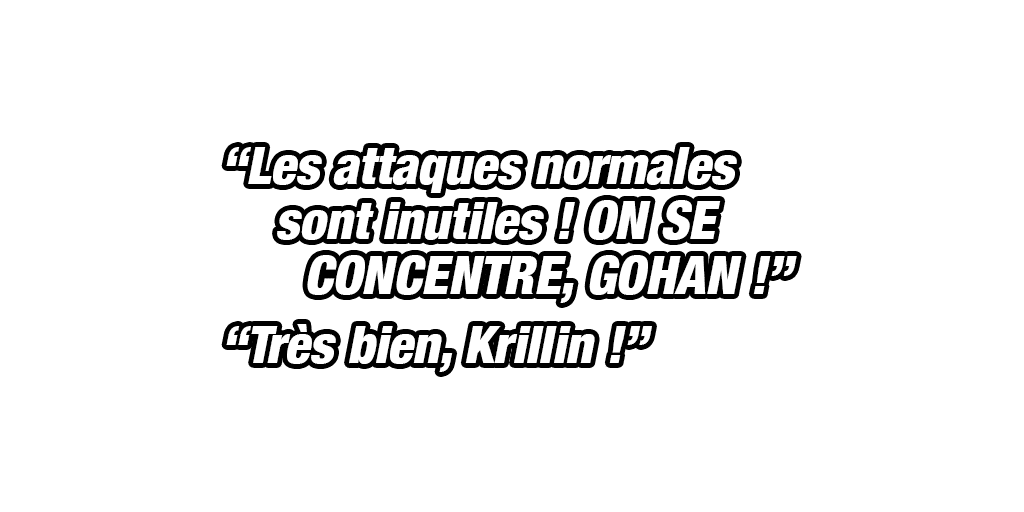 “Les attaques normales
sont inutiles ! ON SE
CONCENTRE, GOHAN !”
“Très bien, Krillin !”